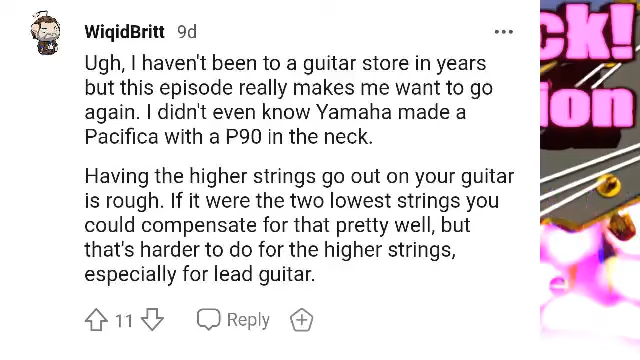 WiqidBritt 9d
Ugh, I haven't been to a guitar store in years
but this episode really makes me want to go
again. I didn't even know Yamaha made a
Pacifica with a P90 in the neck.
Having the higher strings go out on your guitar
is rough. If it were the two lowest strings you
could compensate for that pretty well, but
that's harder to do for the higher strings,
especially for lead guitar.
11 Reply
ck!
ion